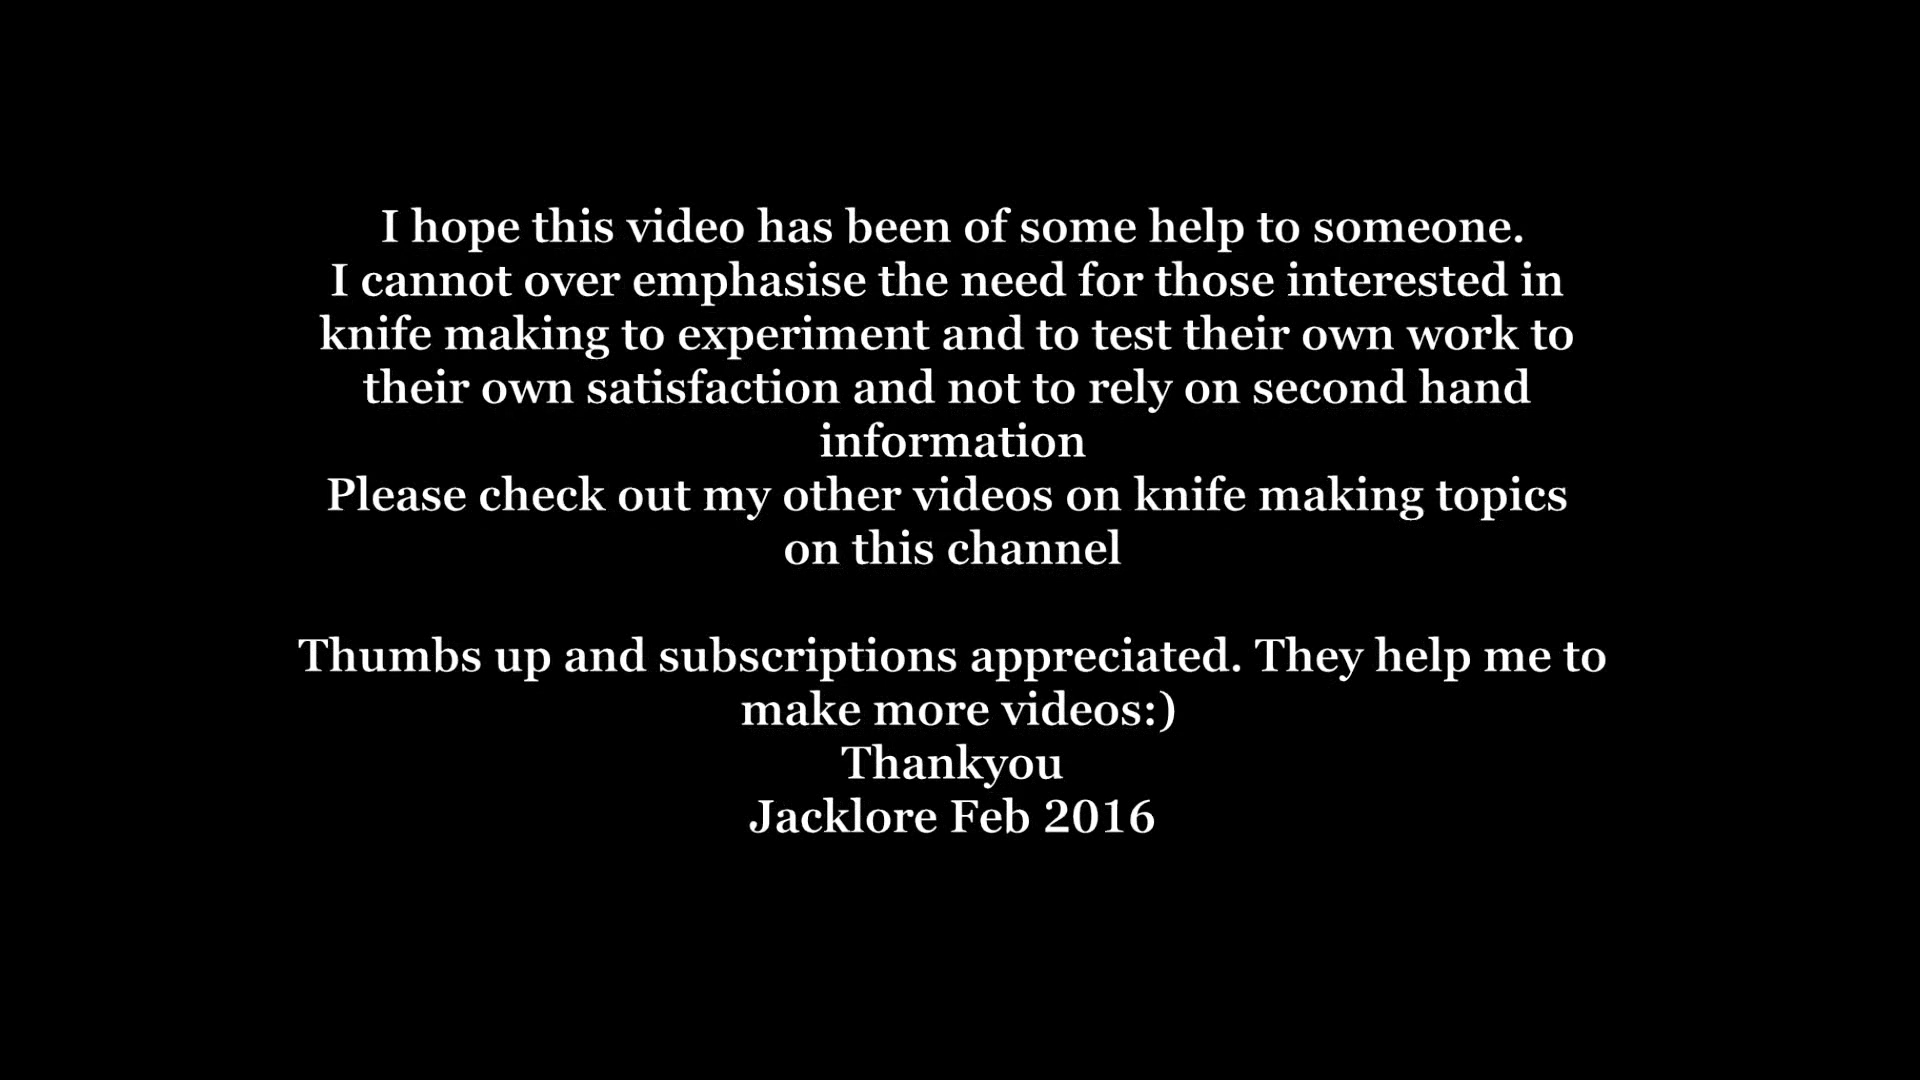 I hope this video has been of some help to someone.
I cannot over emphasise the need for those interested in
knife making to experiment and to test their own work to
their own satisfaction and not to rely on second hand
information
Please check out my other videos on knife making topics
on this channel
Thumbs up and subscriptions appreciated. They help me to
make more videos:)
Thankyou
Jacklore Feb 2016